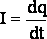 I = dq/dt